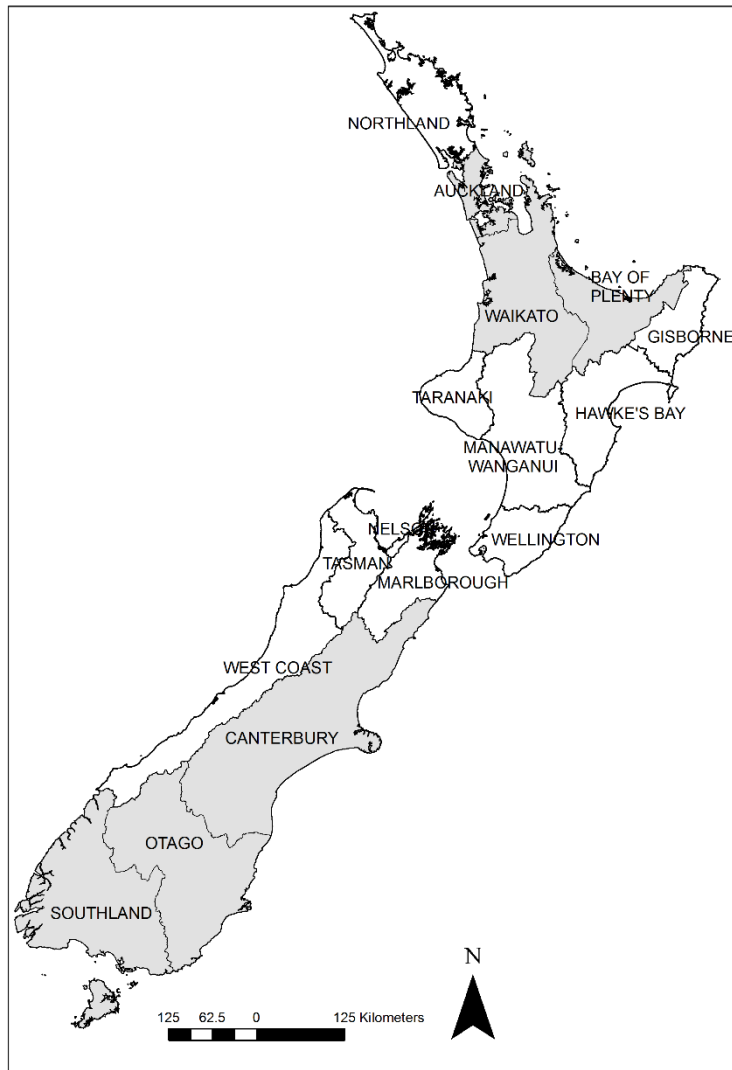 NORTHLAND
AUCKLAND
BAY OF
PLENTY
WAIKATO
GISBORNE
TARANAKI
HAWKE'S BAY
MANAWATU-
WANGANUI
NELSON
WELLINGTON
TASMAN
MARLBOROUGH
WEST COAST
CANTERBURY
OTAGO
SOUTHLAND
N
125 62.5 0 125 Kilometers